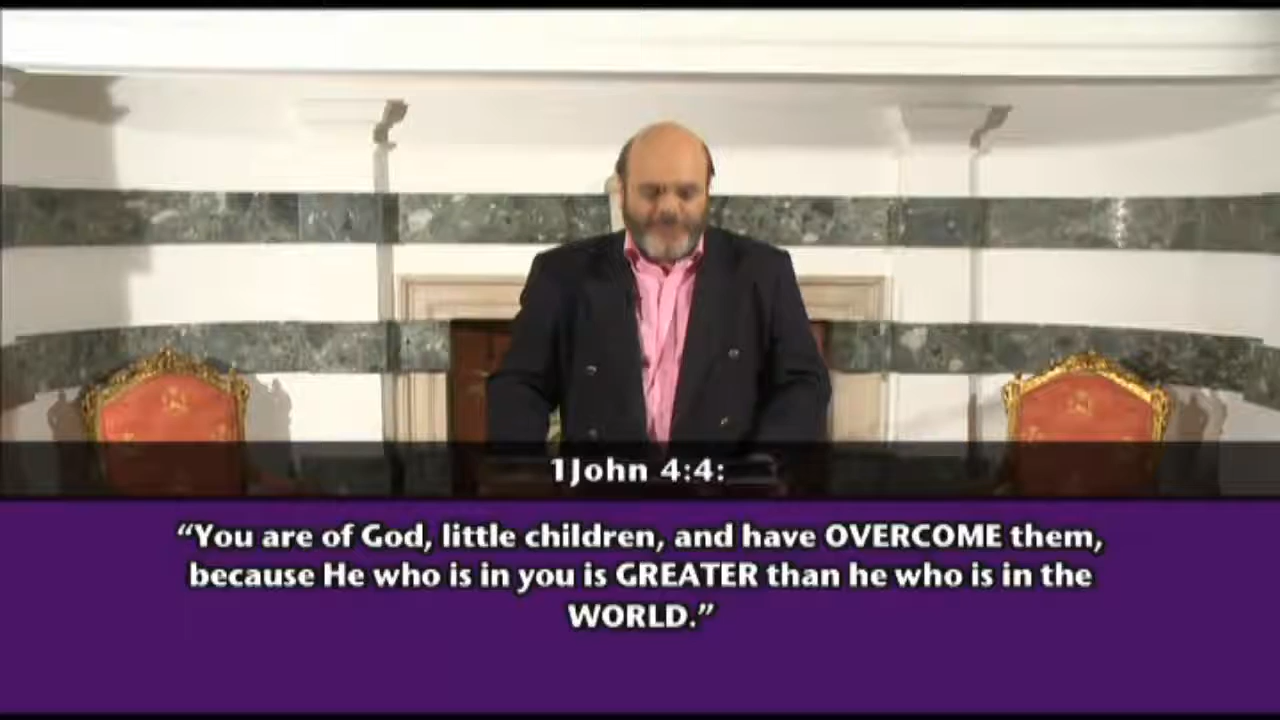 1John 4:4:
“You are of God, little children, and have OVERCOME them,
because He who is in you is GREATER than he who is in the
WORLD.”